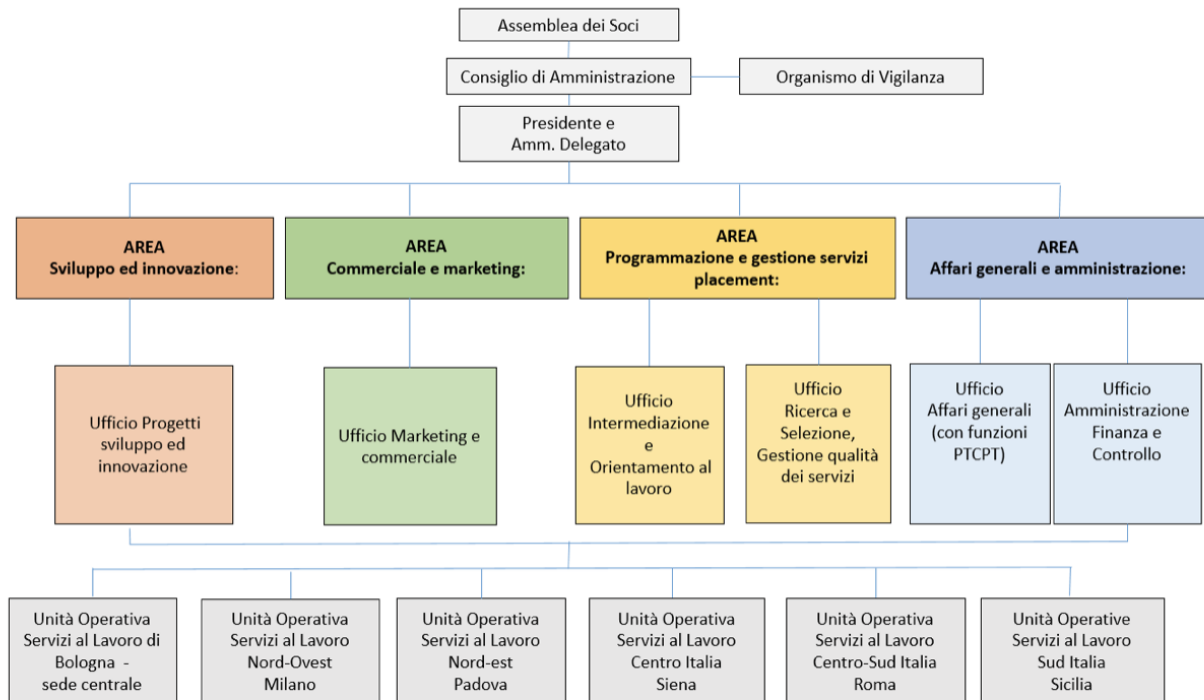 Assemblea dei Soci
Consiglio di Amministrazione
Organismo di Vigilanza
Presidente e
Amm. Delegato
AREA
Sviluppo ed innovazione:
AREA
Commerciale e marketing:
AREA
Programmazione e gestione servizi
placement:
AREA
Affari generali e amministrazione:
Ufficio Progetti
sviluppo ed
innovazione
Ufficio Marketing e
commerciale
Ufficio
Intermediazione
e
Orientamento al
lavoro
Ufficio
Ricerca e
Selezione,
Gestione qualità
dei servizi
Ufficio
Affari generali
(con funzioni
PTCPT)
Ufficio
Amministrazione
Finanza e
Controllo
Unità Operativa
Servizi al Lavoro di
Bologna -
sede centrale
Unità Operativa
Servizi al Lavoro
Nord-Ovest
Milano
Unità Operativa
Servizi al Lavoro
Nord-est
Padova
Unità Operativa
Servizi al Lavoro
Centro Italia
Siena
Unità Operativa
Servizi al Lavoro
Centro-Sud Italia
Roma
Unità Operative
Servizi al Lavoro
Sud Italia
Sicilia